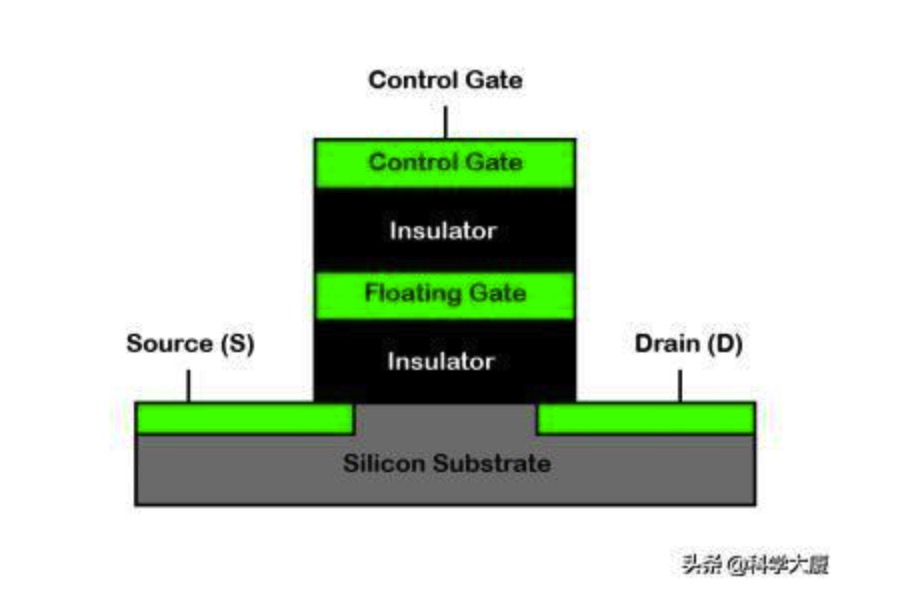 Control Gate
Control Gate
Insulator
Floating Gate
Source (S)
Drain (D)
Insulator
Silicon Substrate
头条 @科学大厦